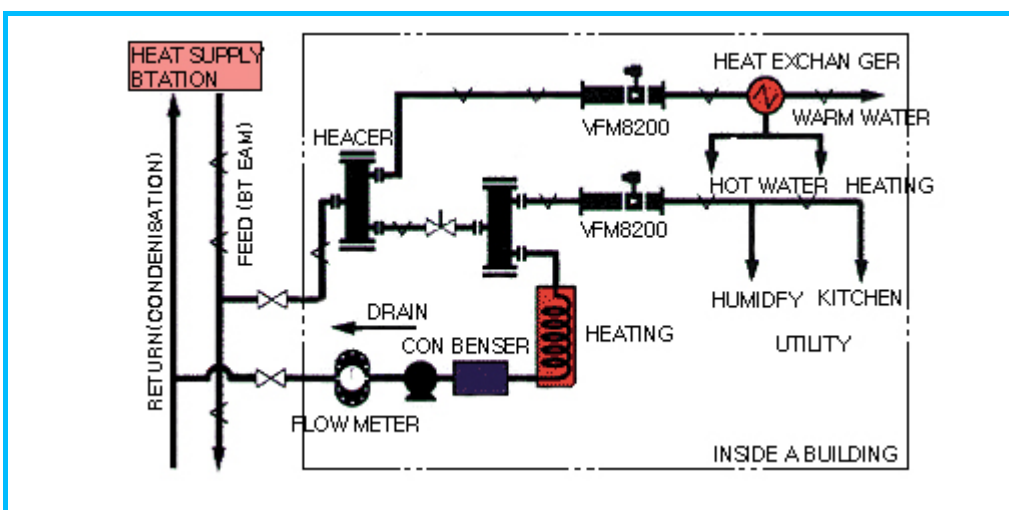 HEAT SUPPLY
BTATION
HEAT EXCHAN GER
WARM WATER
VFM8200
HEACER
HOT WATER
HEATING
FEED (BT EAM)
RETURN(CONDENIBATION)
VFM8200
HUMIDFY
KITCHEN
UTILITY
DRAIN
CON BENSER
HEATING
FLOW METER
INSIDE A BUILDING